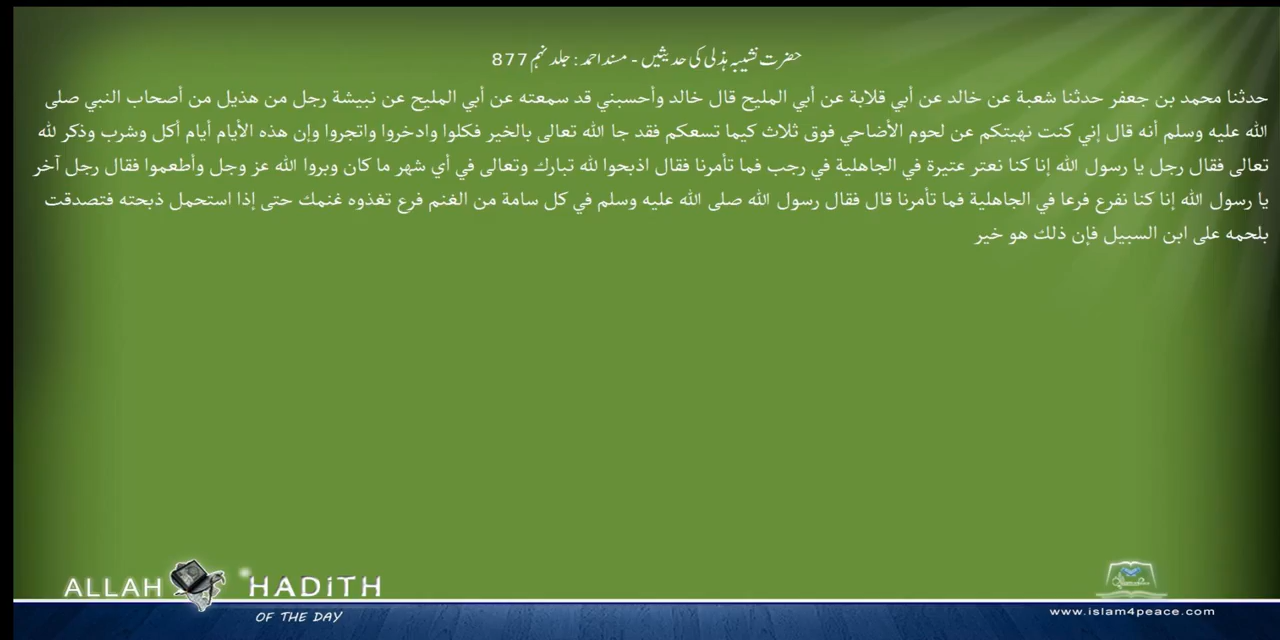 حضرت نشیبہ ہذلی کی حدیثیں - مسند احمد : جلد نہم 877
حدثنا محمد بن جعفر حدثنا شعبة عن خالد عن أبي قلابة عن أبي المليح قال خالد وأحسبني قد سمعته عن أبي المليح عن نبيشة رجل من هذيل من أصحاب النبي صلى
الله عليه وسلم أنه قال إني كنت نهيتكم عن لحوم الأضاحي فوق ثلاث كيما تسعكم فقد جا الله تعالى بالخير فكلوا وادخروا واتجروا وإن هذه الأيام أيام أكل وشرب وذكر لله
تعالى فقال رجل يا رسول الله إنا كنا نعتر عتيرة في الجاهلية في رجب فما تأمرنا فقال اذبحوا لله تبارك وتعالى في أي شهر ما كان وبروا الله عز وجل وأطعموا فقال رجل آخر
يا رسول الله إنا كنا نفرع فرعا في الجاهلية فما تأمرنا قال فقال رسول الله صلى الله عليه وسلم في كل سامة من الغنم فرع تغذوه غنمك حتى إذا استحمل ذبحته فتصدقت
بلحمه على ابن السبيل فإن ذلك هو خير
ALLAH HADITH
OF THE DAY
www.islam4peace.com